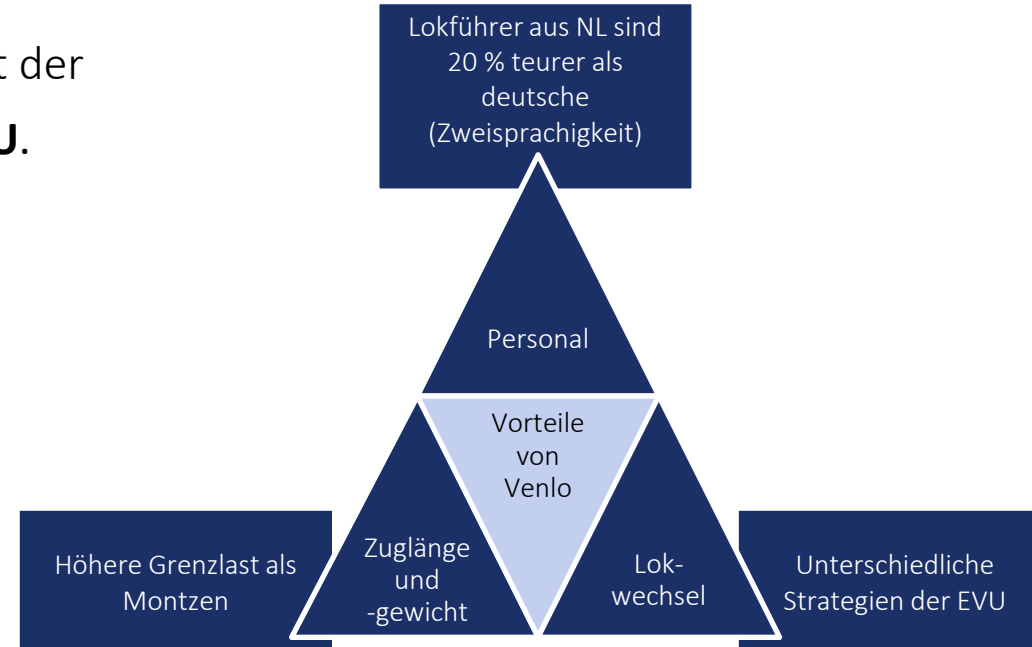 t der
U.
Lokführer aus NL sind
20 % teurer als
deutsche
(Zweisprachigkeit)
Personal
Vorteile
von
Venlo
Zuglänge
und
-gewicht
Lok-
wechsel
Höhere Grenzlast als
Montzen
Unterschiedliche
Strategien der EVU